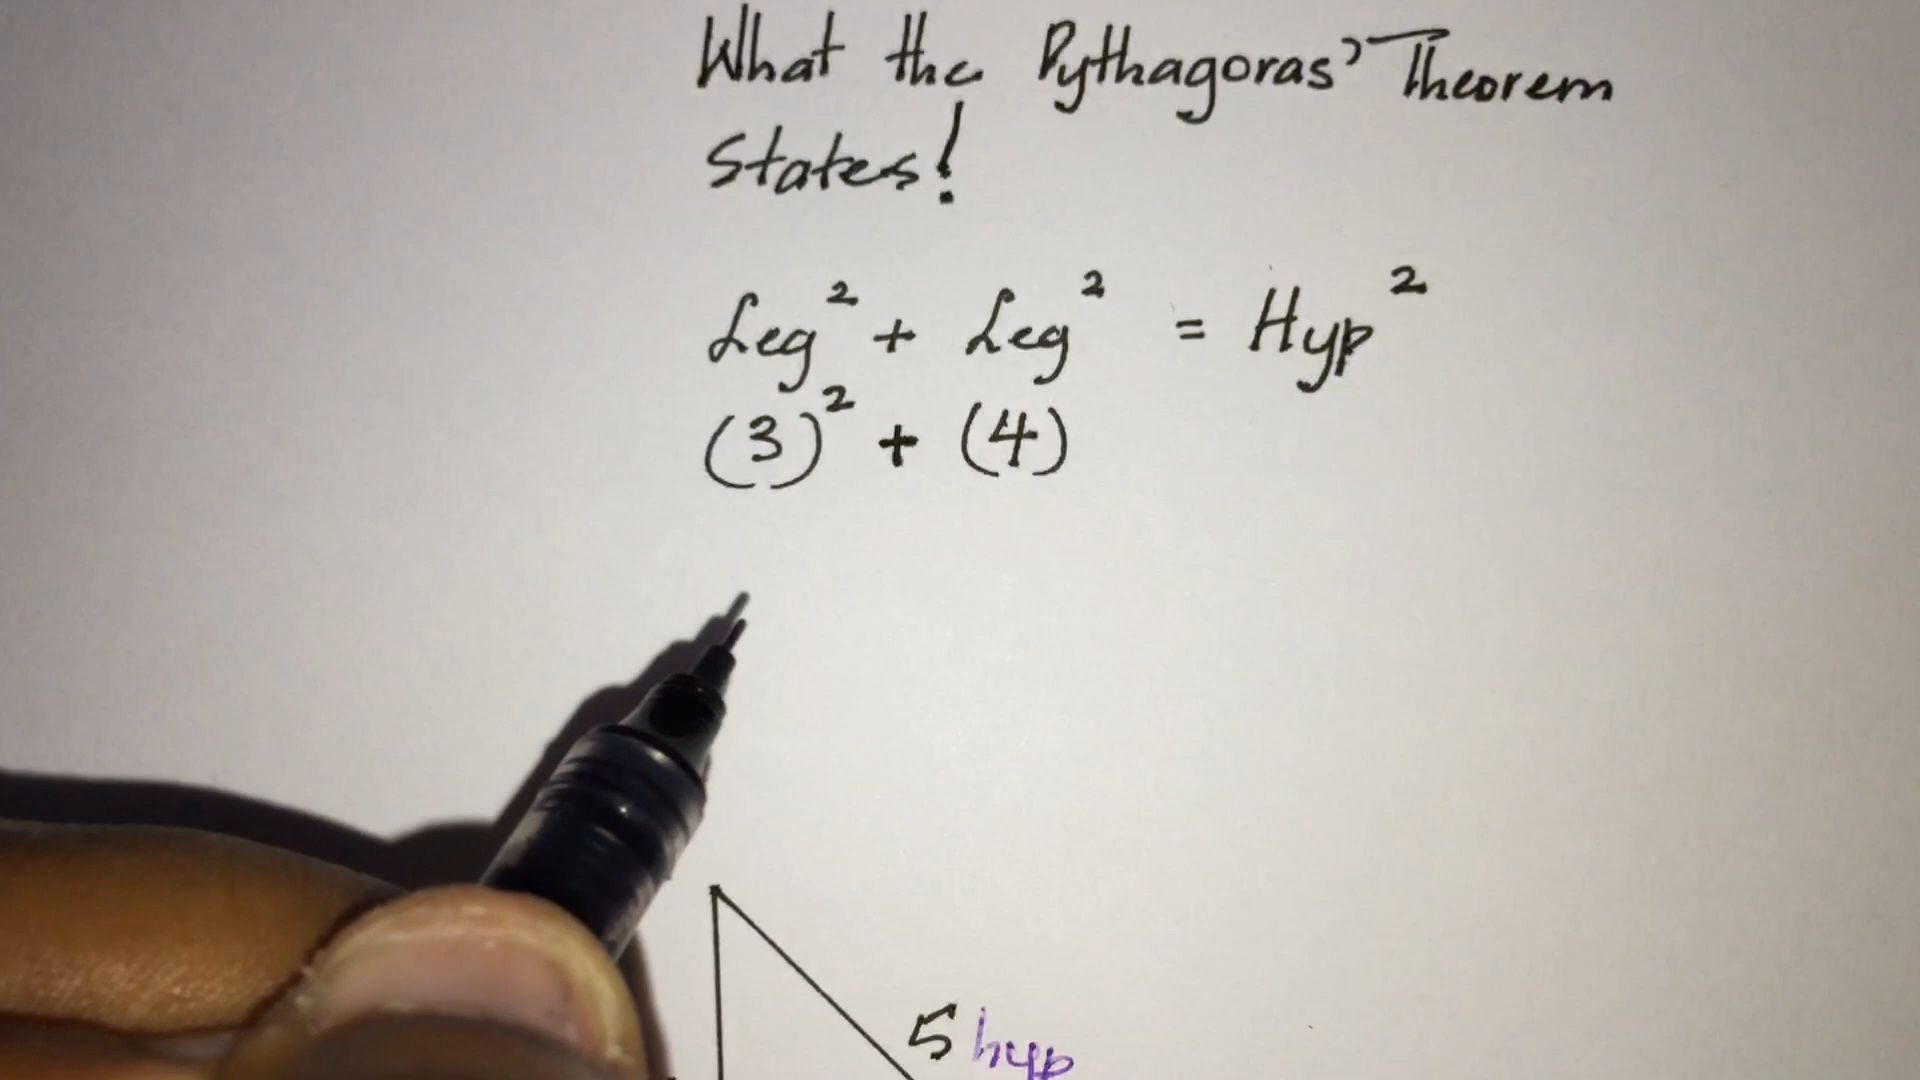 What the Pythagoras' Theorem
States!
Leg² + Leg² = Hyp²
(3)² + (4)
5 hyp